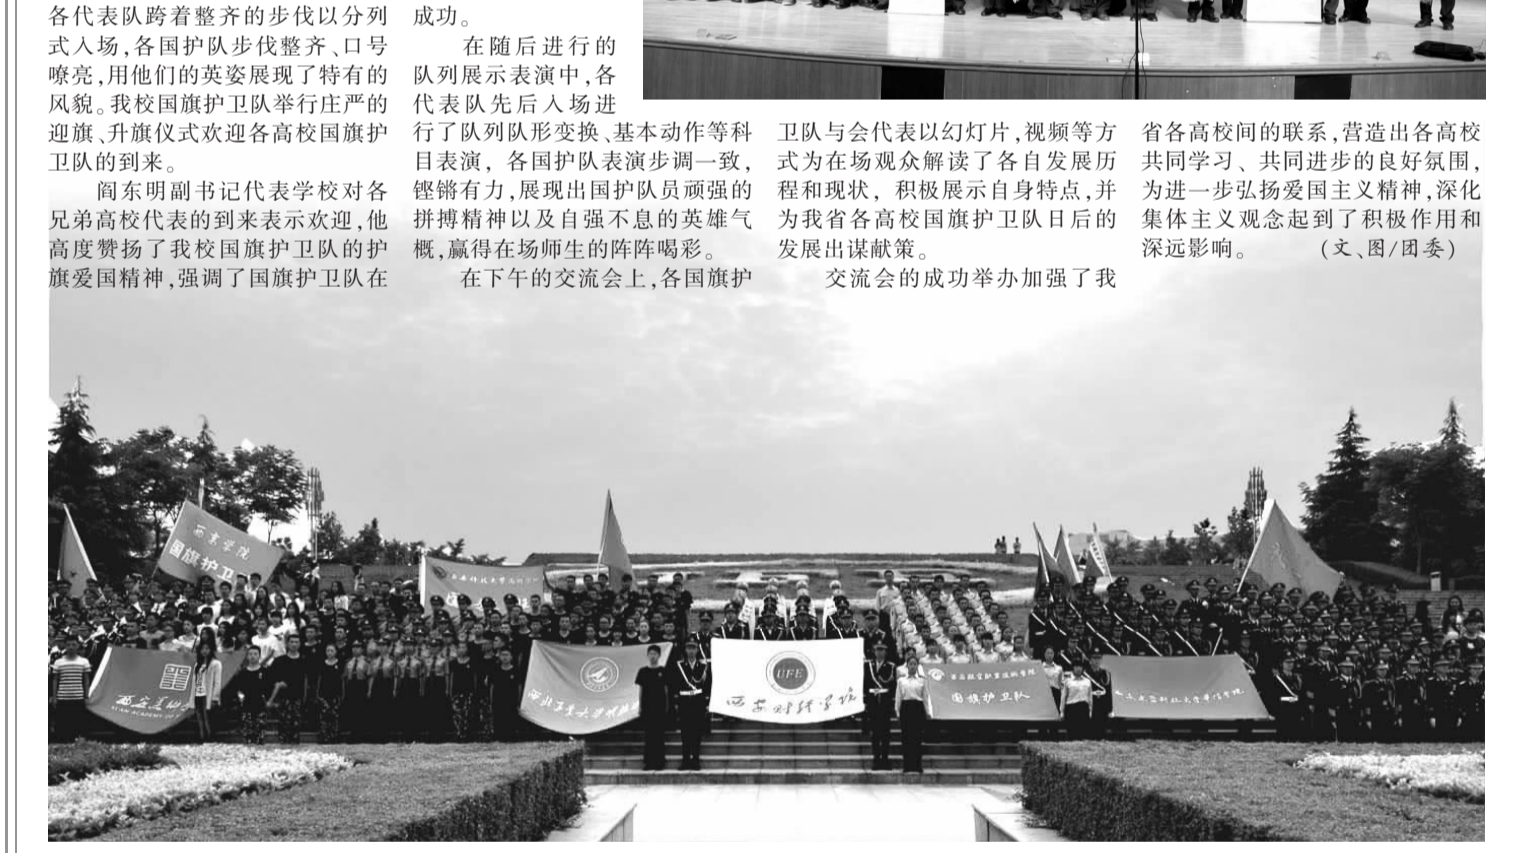 各代表队跨着整齐的步伐以分列
式入场,各国护队步伐整齐、口号
嘹亮,用他们的英姿展现了特有的
风貌。我校国旗护卫队举行庄严的
迎旗、升旗仪式欢迎各高校国旗护
卫队的到来。
阎东明副书记代表学校对各
兄弟高校代表的到来表示欢迎,他
高度赞扬了我校国旗护卫队的护
旗爱国精神,强调了国旗护卫队在
成功。
在随后进行的
队列展示表演中,各
代表队先后入场进
行了队列队形变换、基本动作等科
目表演，各国护队表演步调一致,
铿锵有力,展现出国护队员顽强的
拼搏精神以及自强不息的英雄气
概,赢得在场师生的阵阵喝彩。
在下午的交流会上,各国旗护
卫队与会代表以幻灯片,视频等方
式为在场观众解读了各自发展历
程和现状，积极展示自身特点,并
为我省各高校国旗护卫队日后的
发展出谋献策。
交流会的成功举办加强了我
省各高校间的联系,营造出各高校
共同学习、共同进步的良好氛围,
为进一步弘扬爱国主义精神,深化
集体主义观念起到了积极作用和
深远影响。 (文、图/团委)
西京学院
国旗护卫
UFE
西安财经学院
国旗护卫队